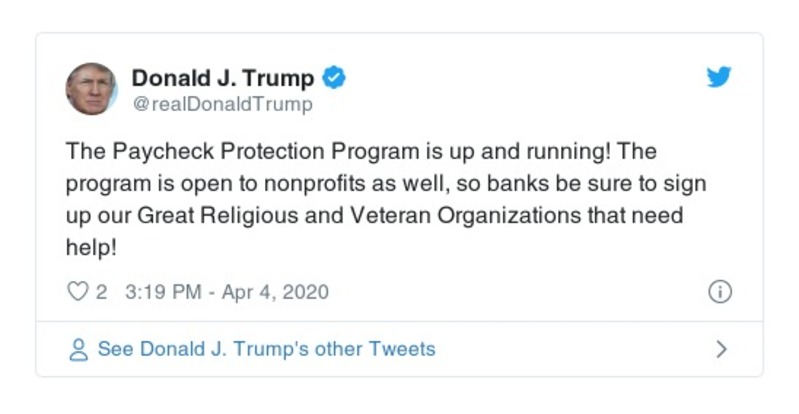 Donald J. Trump
@realDonaldTrump
The Paycheck Protection Program is up and running! The
program is open to nonprofits as well, so banks be sure to sign
up our Great Religious and Veteran Organizations that need
help!
2 3:19 PM - Apr 4, 2020
See Donald J. Trump's other Tweets